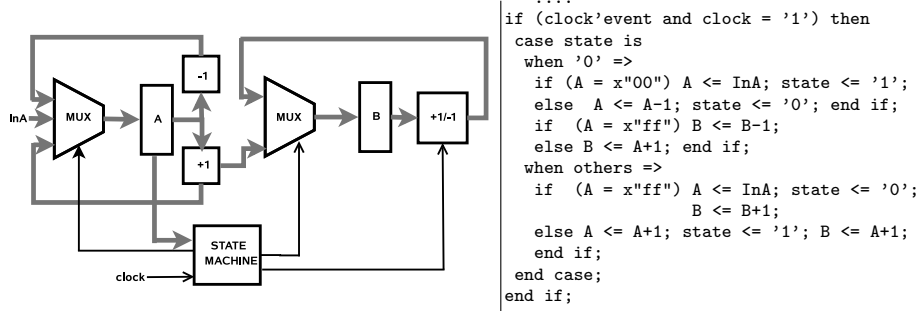 -1
InA
MUX
A
+1
MUX
B
+1/-1
STATE
MACHINE
clock
....
if (clock'event and clock = '1') then
case state is
when '0' =>
if (A = x"00") A <= InA; state <= '1';
else A <= A-1; state <= '0'; end if;
if (A = x"ff") B <= B-1;
else B <= A+1; end if;
when others =>
if (A = x"ff") A <= InA; state <= '0';
B <= B+1;
else A <= A+1; state <= '1'; B <= A+1;
end if;
end case;
end if;